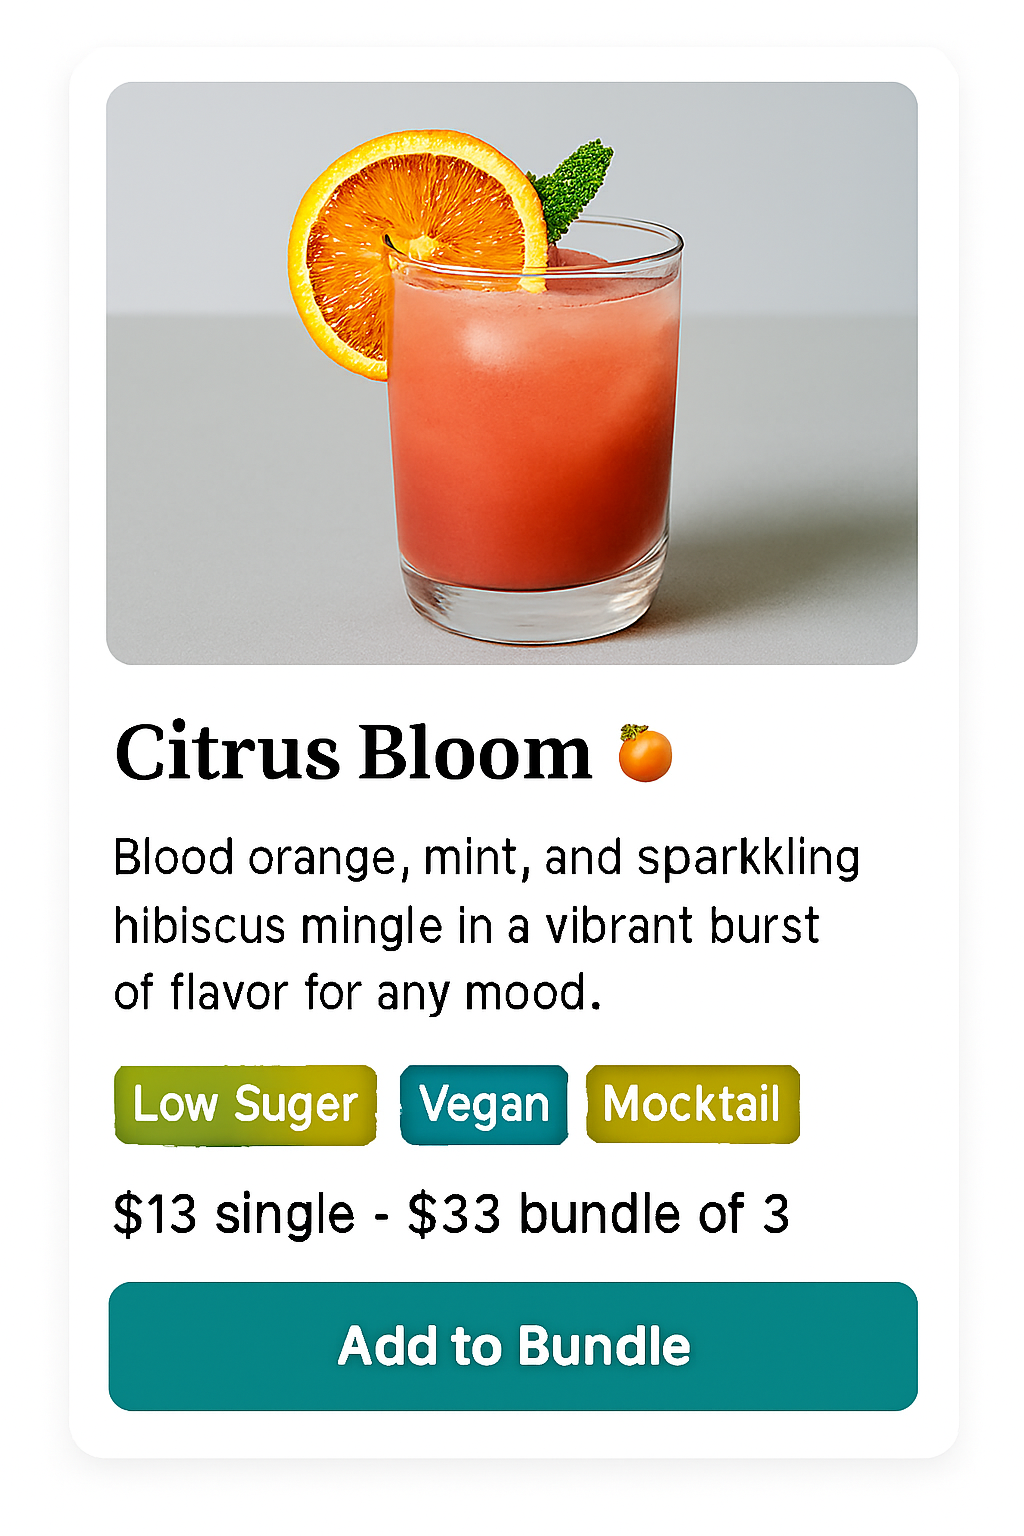 Citrus Bloom
Blood orange, mint, and sparkkling
hibiscus mingle in a vibrant burst
of flavor for any mood.
Low Suger Vegan Mocktail
$13 single - $33 bundle of 3
Add to Bundle